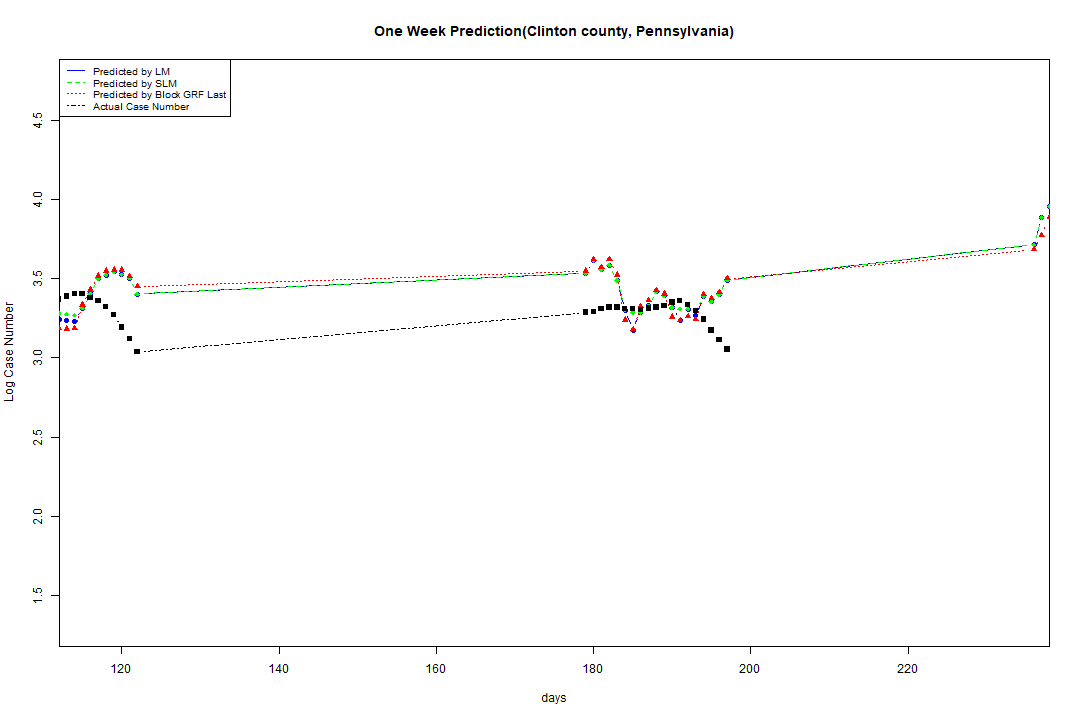 One Week Prediction(Clinton county, Pennsylvania)
Predicted by LM
Predicted by SLM
Predicted by Block GRF Last
Actual Case Number
4.5
4.0
3.5
3.0
2.5
2.0
1.5
Log Case Number
120 140 160 180 200 220
days